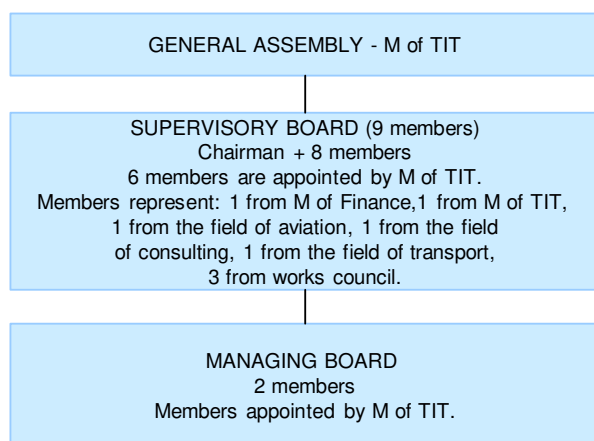 GENERAL ASSEMBLY - M of TIT
SUPERVISORY BOARD (9 members)
Chairman + 8 members
6 members are appointed by M of TIT.
Members represent: 1 from M of Finance,1 from M of TIT,
1 from the field of aviation, 1 from the field
of consulting, 1 from the field of transport,
3 from works council.
MANAGING BOARD
2 members
Members appointed by M of TIT.